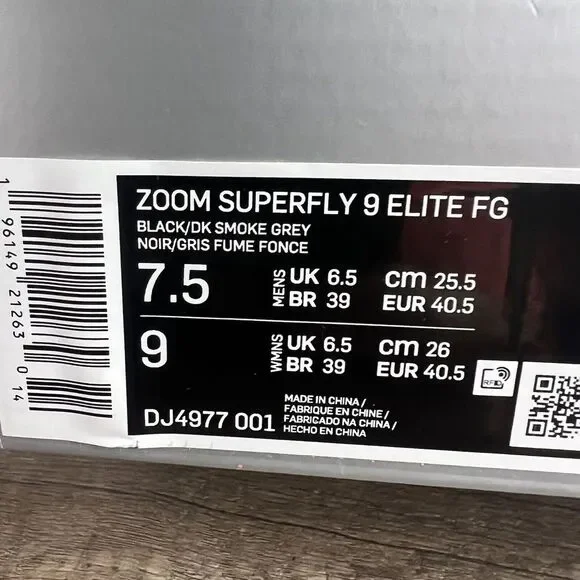 ZOOM SUPERFLY 9 ELITE FG
BLACK/DK SMOKE GREY
NOIR/GRIS FUME FONCE
7.5 MENS UK 6.5 cm 25.5
BR 39 EUR 40.5
9 WMNS UK 6.5 cm 26
BR 39 EUR 40.5
RFID
DJ4977 001
MADE IN CHINA/
FABRIQUE EN CHINE/
FABRICADO NA CHINA/
HECHO EN CHINA
1 96149 21263 0 14